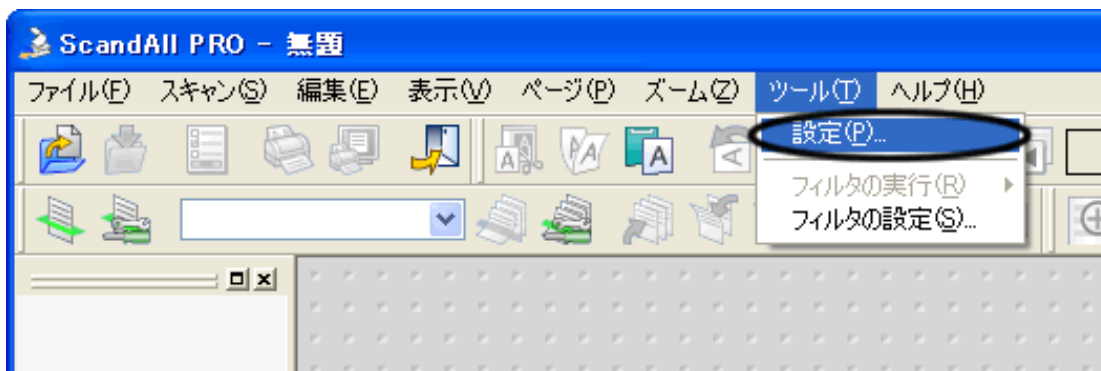 ScandAll PRO - 無題
ファイル(F) スキャン(S) 編集(E) 表示(V) ページ(P) ズーム(Z) ツール(T) ヘルプ(H)
設定(P)...
フィルタの実行(R)
フィルタの設定(S)...